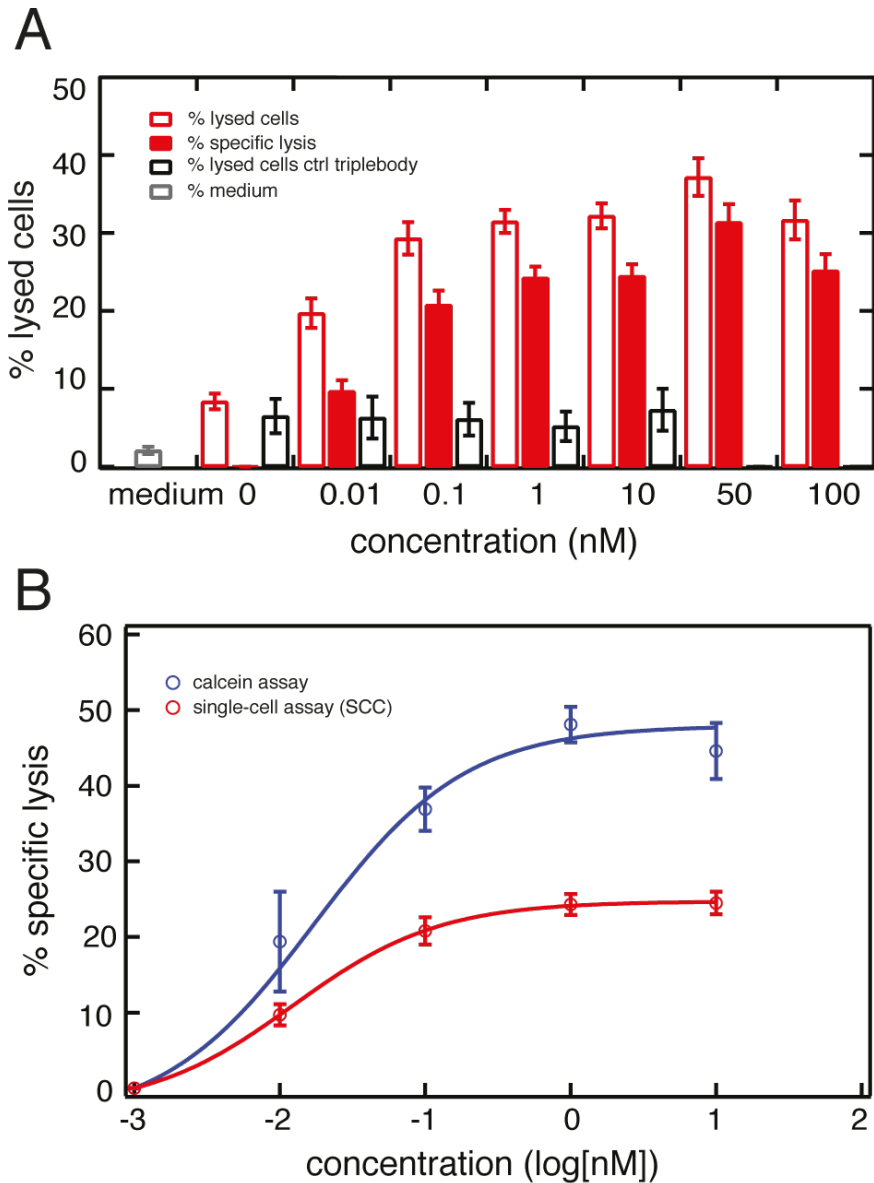 A
50
40
30
20
10
0
% lysed cells
% lysed cells
% specific lysis
% lysed cells ctrl triplebody
% medium
medium 0 0.01 0.1 1 10 50 100
concentration (nM)
B
60
50
40
30
20
10
0
% specific lysis
calcein assay
single-cell assay (SCC)
-3 -2 -1 0 1 2
concentration (log[nM])